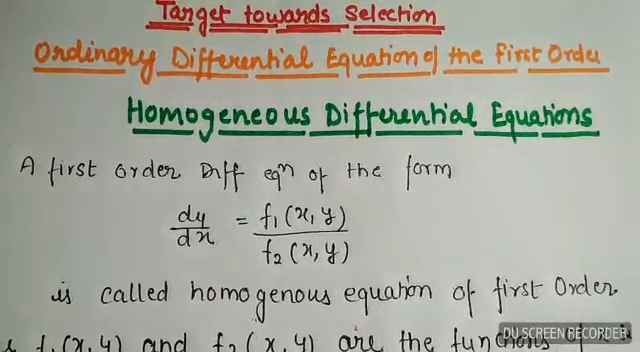 Target towards Selection
Ordinary Differential Equation of the First Order
Homogeneous Differential Equations
A first order Diff eqn of the form
dy/dx = f₁(x, y)/f₂(x, y)
is called homogenous equation of first Order
f₁(x, y) and f₂(x, y) are the functions of
DU SCREEN RECORDER